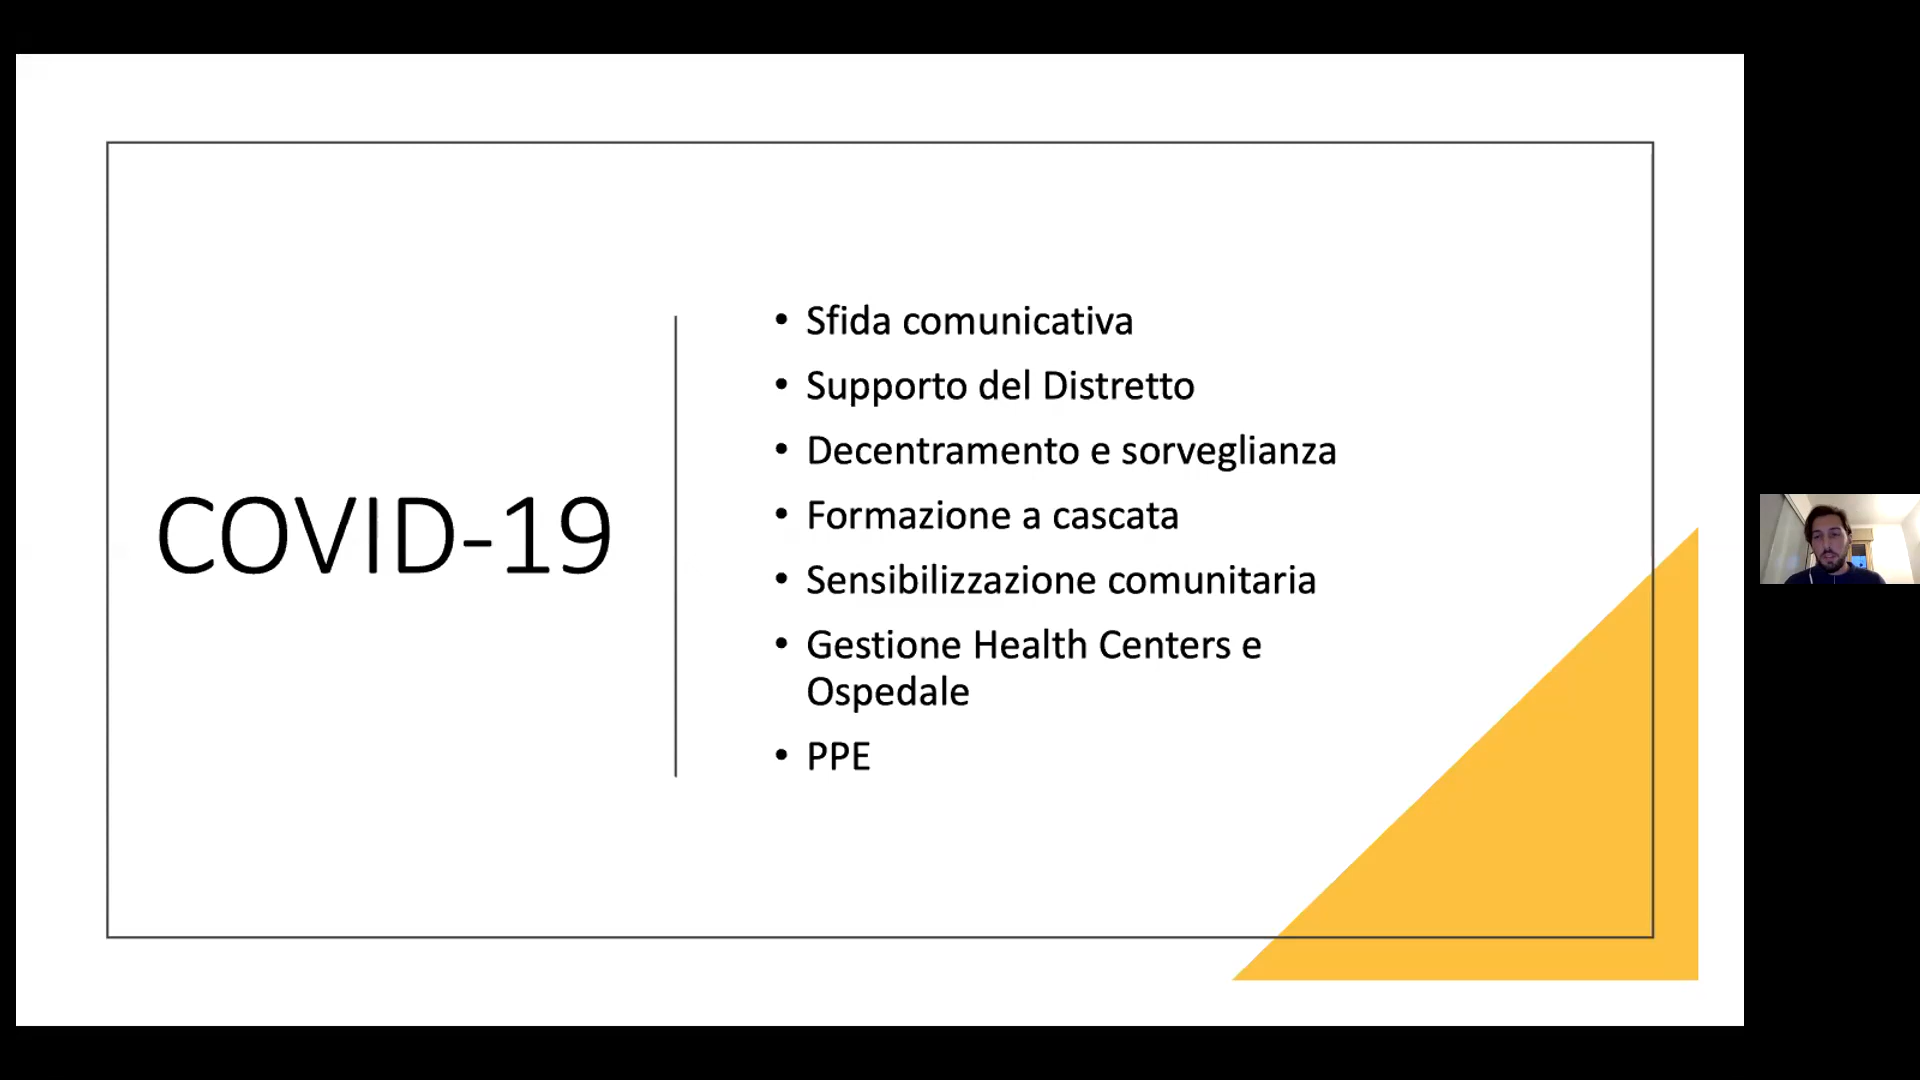 COVID-19
• Sfida comunicativa
• Supporto del Distretto
• Decentramento e sorveglianza
• Formazione a cascata
• Sensibilizzazione comunitaria
• Gestione Health Centers e
Ospedale
• PPE